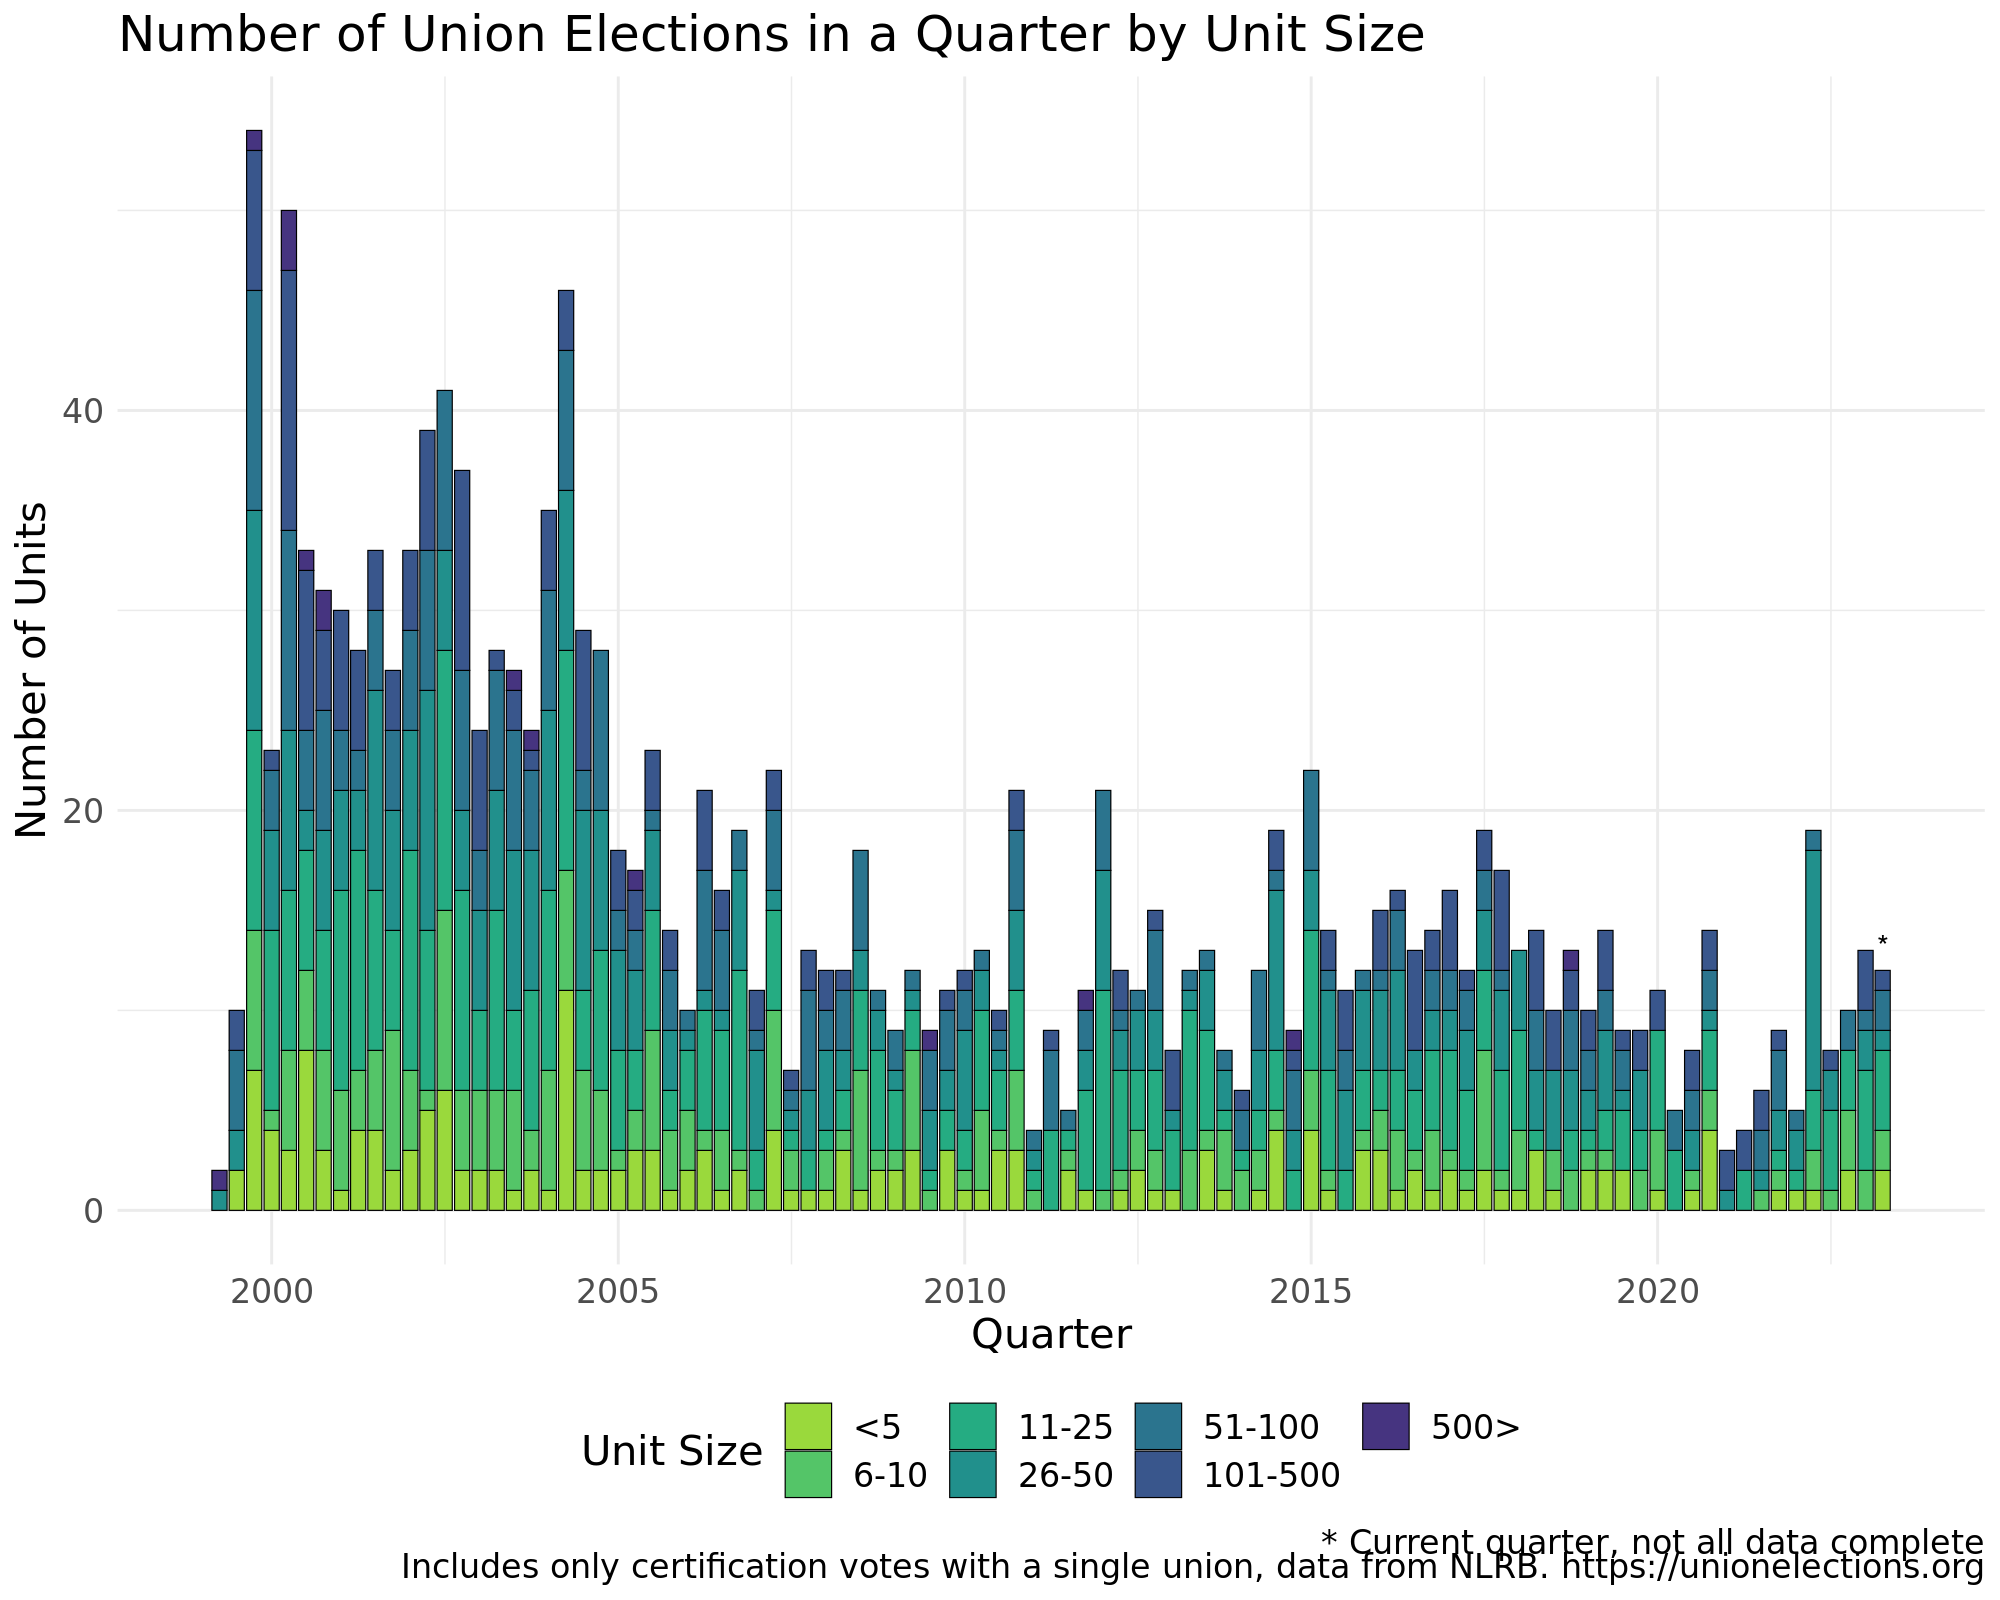 Number of Union Elections in a Quarter by Unit Size
Number of Units
40
20
0
2000 2005 2010 2015 2020
Quarter
Unit Size
<5 11-25 51-100 500>
6-10 26-50 101-500
*
* Current quarter, not all data complete
Includes only certification votes with a single union, data from NLRB. https://unionelections.org